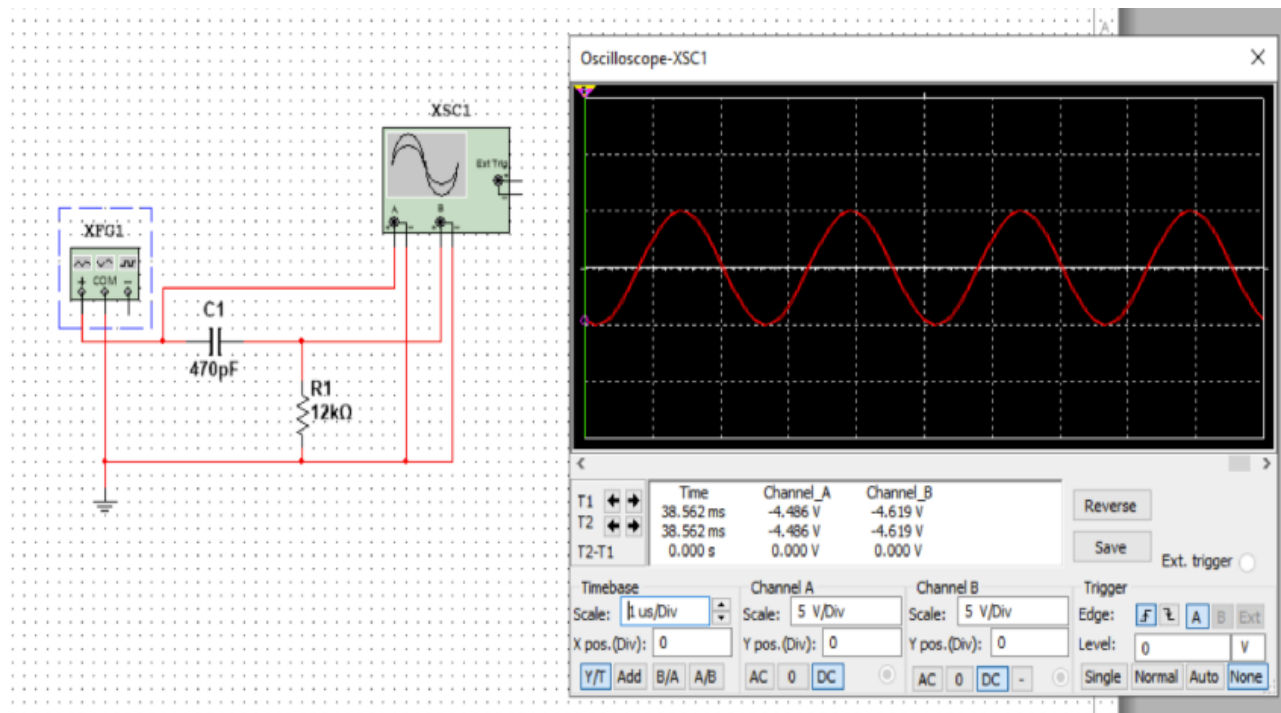 A
Oscilloscope-XSC1
XSC1
Ext Trig
A B
XFG1
COM
C1
470pF
R1
12kΩ
Time Channel_A Channel_B
T1 38.562 ms -4.486 V -4.619 V
T2 38.562 ms -4.486 V -4.619 V
T2-T1 0.000 s 0.000 V 0.000 V
Reverse
Save
Ext. trigger
Timebase Channel A Channel B Trigger
Scale: 1 us/Div Scale: 5 V/Div Scale: 5 V/Div Edge: A B Ext
X pos.(Div): 0 Y pos.(Div): 0 Y pos.(Div): 0 Level: 0 V
Y/T Add B/A A/B AC 0 DC AC 0 DC - Single Normal Auto None